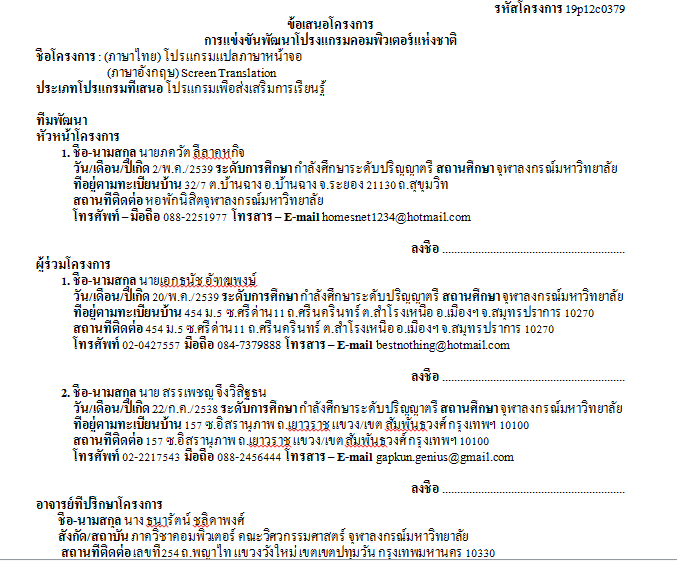 รหัสโครงการ 19p12c0379
ข้อเสนอโครงการ
การแข่งขันพัฒนาโปรงแกรมคอมพิวเตอร์แห่งชาติ
ชื่อโครงการ : (ภาษาไทย) โปรแกรมแปลภาษาหน้าจอ
(ภาษาอังกฤษ) Screen Translation
ประเภทโปรแกรมที่เสนอ โปรแกรมเพื่อส่งเสริมการเรียนรู้
ทีมพัฒนา
หัวหน้าโครงการ
1. ชื่อ-นามสกุล นายภควัต ลีลาคหกิจ
วัน/เดือน/ปีเกิด 2/พ.ค./2539 ระดับการศึกษา กำลังศึกษาระดับปริญญาตรี สถานศึกษา จุฬาลงกรณ์มหาวิทยาลัย
ที่อยู่ตามทะเบียนบ้าน 32/7 ต.บ้านฉาง อ.บ้านฉาง จ.ระยอง 21130 ถ.สุขุมวิท
สถานที่ติดต่อ หอพักนิสิตจุฬาลงกรณ์มหาวิทยาลัย
โทรศัพท์ – มือถือ 088-2251977 โทรสาร – E-mail homesnet1234@hotmail.com
ลงชื่อ ..............................................................
ผู้ร่วมโครงการ
1. ชื่อ-นามสกุล นายเอกธนัช อัฑฒพงษ์
วัน/เดือน/ปีเกิด 20/พ.ค./2539 ระดับการศึกษา กำลังศึกษาระดับปริญญาตรี สถานศึกษา จุฬาลงกรณ์มหาวิทยาลัย
ที่อยู่ตามทะเบียนบ้าน 454 ม.5 ซ.ศรีด่าน11 ถ.ศรีนครินทร์ ต.สำโรงเหนือ อ.เมืองฯ จ.สมุทรปราการ 10270
สถานที่ติดต่อ 454 ม.5 ซ.ศรีด่าน11 ถ.ศรีนครินทร์ ต.สำโรงเหนือ อ.เมืองฯ จ.สมุทรปราการ 10270
โทรศัพท์ 02-0427557 มือถือ 084-7379888 โทรสาร – E-mail bestnothing@hotmail.com
ลงชื่อ ..............................................................
2. ชื่อ-นามสกุล นาย สรรเพชญ จึงวิสิฐธน
วัน/เดือน/ปีเกิด 22/ก.ค./2538 ระดับการศึกษา กำลังศึกษาระดับปริญญาตรี สถานศึกษา จุฬาลงกรณ์มหาวิทยาลัย
ที่อยู่ตามทะเบียนบ้าน 157 ซ.อิสรานุภาพ ถ.เยาวราช แขวง/เขต สัมพันธวงศ์ กรุงเทพฯ 10100
สถานที่ติดต่อ 157 ซ.อิสรานุภาพ ถ.เยาวราช แขวง/เขต สัมพันธวงศ์ กรุงเทพฯ 10100
โทรศัพท์ 02-2217543 มือถือ 088-2456444 โทรสาร – E-mail gapkun.genius@gmail.com
ลงชื่อ ..............................................................
อาจารย์ที่ปรึกษาโครงการ
ชื่อ-นามสกุล นาง ธนารัตน์ ชลิดาพงศ์
สังกัด/สถาบัน ภาควิชาคอมพิวเตอร์ คณะวิศวกรรมศาสตร์ จุฬาลงกรณ์มหาวิทยาลัย
สถานที่ติดต่อ เลขที่ 254 ถ.พญาไท แขวงวังใหม่ เขตเขตปทุมวัน กรุงเทพมหานคร 10330